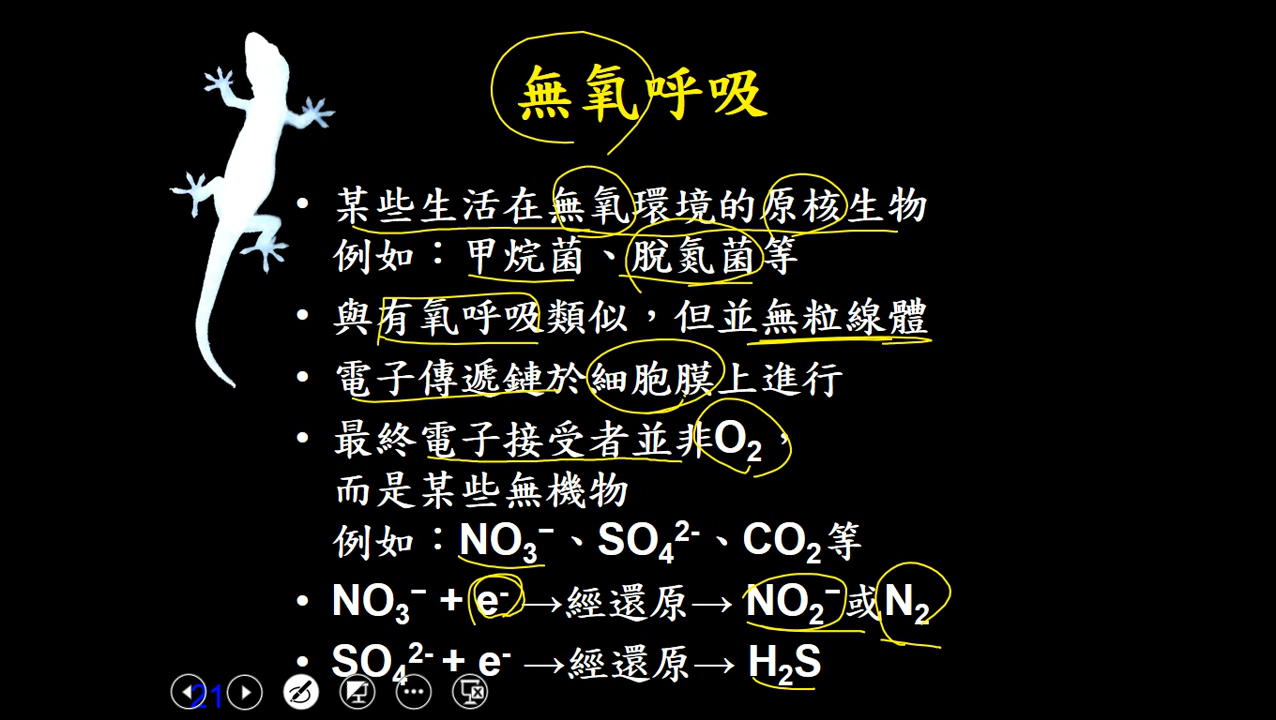 無氧呼吸
• 某些生活在無氧環境的原核生物
例如：甲烷菌、脫氮菌等
• 與有氧呼吸類似，但並無粒線體
• 電子傳遞鏈於細胞膜上進行
• 最終電子接受者並非O₂，
而是某些無機物
例如：NO₃⁻、SO₄²⁻、CO₂等
• NO₃⁻ + e⁻ →經還原→ NO₂⁻或N₂
• SO₄²⁻ + e⁻ →經還原→ H₂S
21